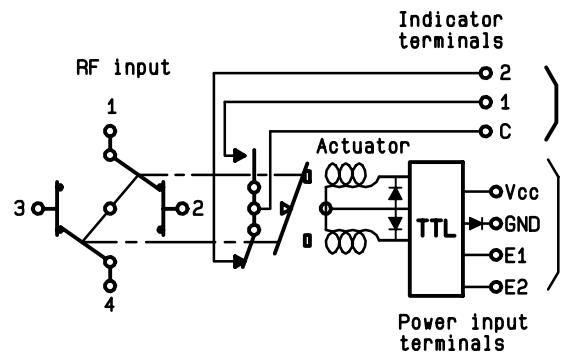 Indicator
terminals
RF input
2
1
1
C
Actuator
3
2
Vcc
TTL
GND
E1
E2
4
Power input
terminals